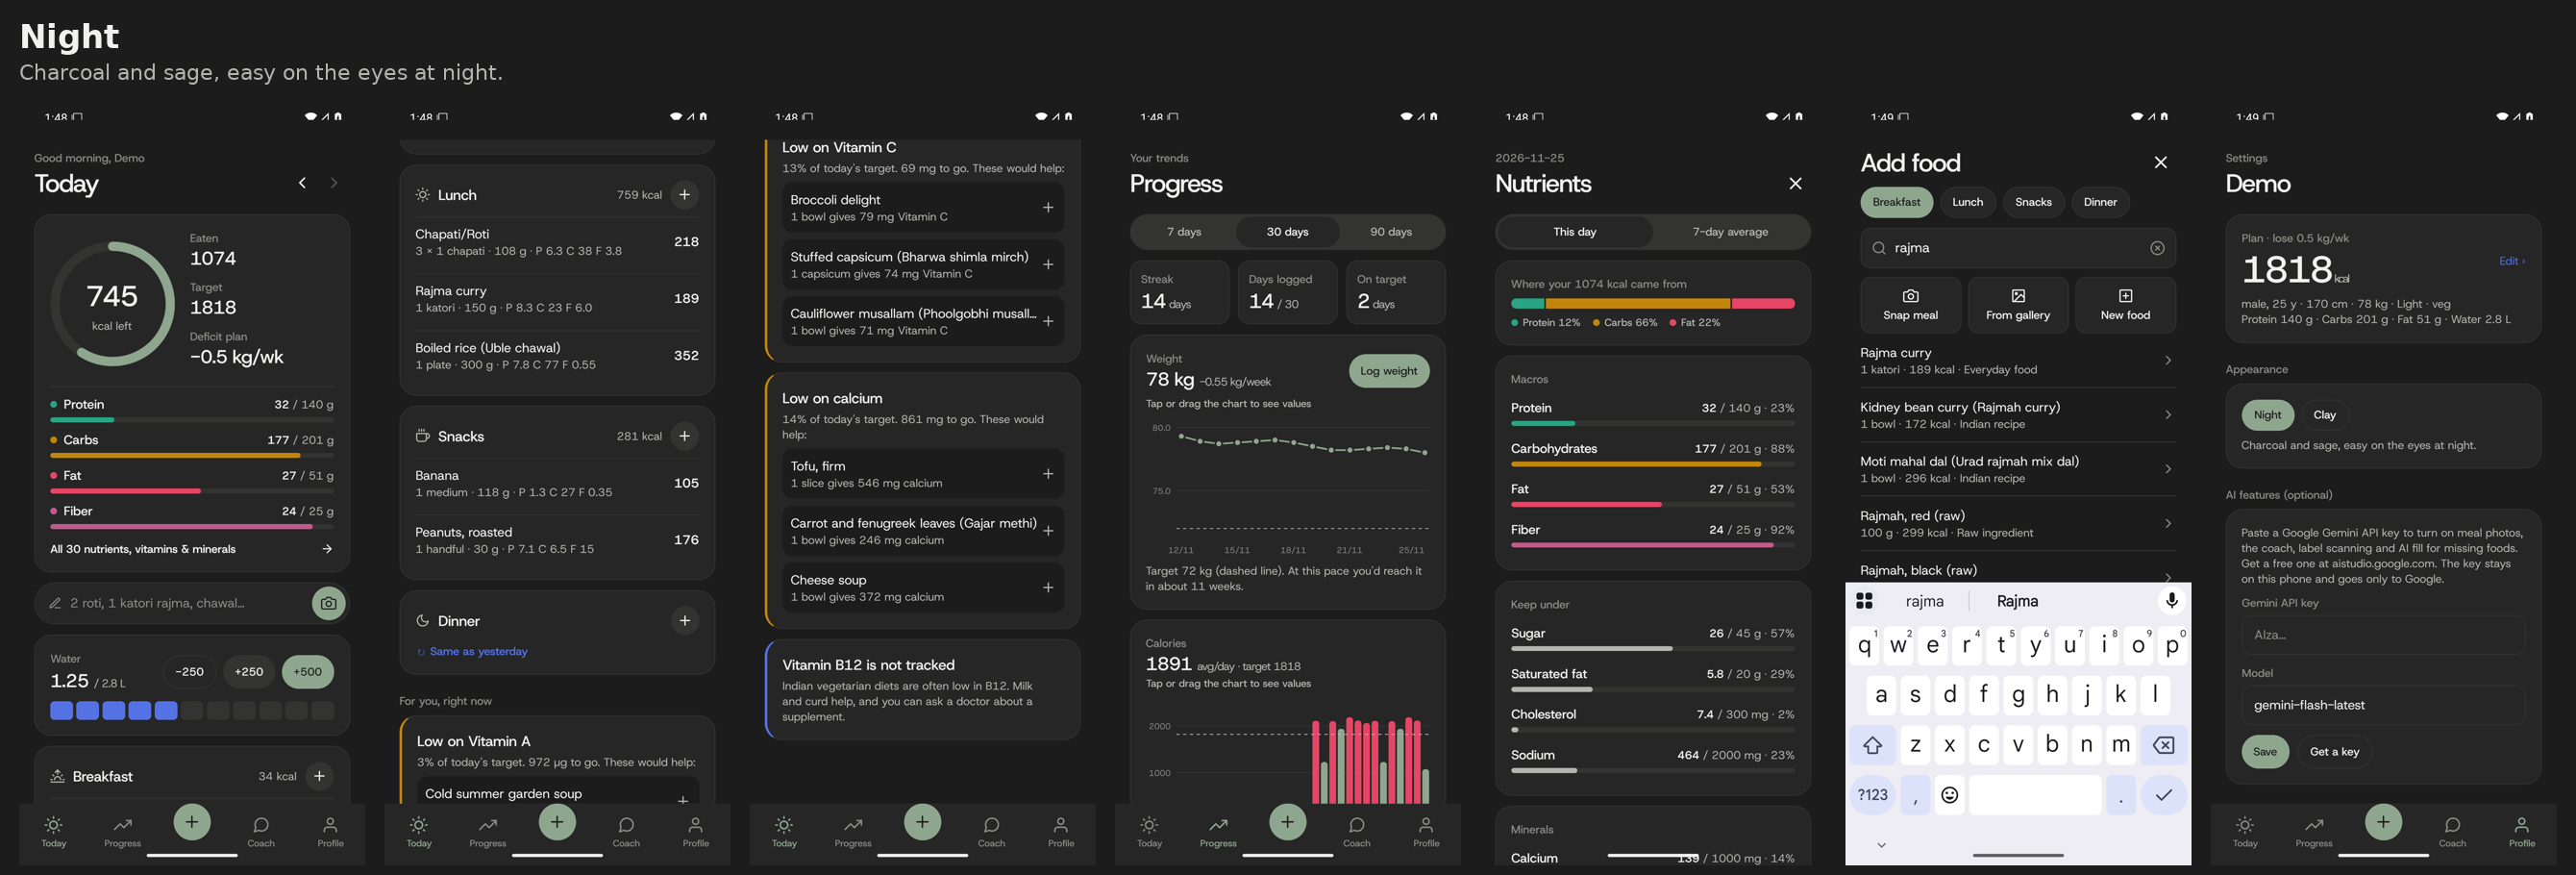 Night
Charcoal and sage, easy on the eyes at night.
1:48
Good morning, Demo
Today
745
kcal left
Eaten
1074
Target
1818
Deficit plan
−0.5 kg/wk
Protein 32 / 140 g
Carbs 177 / 201 g
Fat 27 / 51 g
Fiber 24 / 25 g
All 30 nutrients, vitamins & minerals
2 roti, 1 katori rajma, chawal...
Water
1.25 / 2.8 L
−250 +250 +500
Breakfast 34 kcal
Today Progress Coach Profile
1:48
Lunch 759 kcal
Chapati/Roti
3 × 1 chapati · 108 g · P 6.3 C 38 F 3.8
218
Rajma curry
1 katori · 150 g · P 8.3 C 23 F 6.0
189
Boiled rice (Uble chawal)
1 plate · 300 g · P 7.8 C 77 F 0.55
352
Snacks 281 kcal
Banana
1 medium · 118 g · P 1.3 C 27 F 0.35
105
Peanuts, roasted
1 handful · 30 g · P 7.1 C 6.5 F 15
176
Dinner
Same as yesterday
For you, right now
Low on Vitamin A
3% of today's target. 972 µg to go. These would help:
Cold summer garden soup
Today Progress Coach Profile
1:48
Low on Vitamin C
13% of today's target. 69 mg to go. These would help:
Broccoli delight
1 bowl gives 79 mg Vitamin C
Stuffed capsicum (Bharwa shimla mirch)
1 capsicum gives 74 mg Vitamin C
Cauliflower musallam (Phoolgobhi musall...
1 bowl gives 71 mg Vitamin C
Low on calcium
14% of today's target. 861 mg to go. These would
help:
Tofu, firm
1 slice gives 546 mg calcium
Carrot and fenugreek leaves (Gajar methi)
1 bowl gives 246 mg calcium
Cheese soup
1 bowl gives 372 mg calcium
Vitamin B12 is not tracked
Indian vegetarian diets are often low in B12. Milk
and curd help, and you can ask a doctor about a
supplement.
Today Progress Coach Profile
1:48
Your trends
Progress
7 days 30 days 90 days
Streak
14 days
Days logged
14 / 30
On target
2 days
Weight
78 kg −0.55 kg/week
Log weight
Tap or drag the chart to see values
80.0
75.0
12/11 15/11 18/11 21/11 25/11
Target 72 kg (dashed line). At this pace you'd reach it
in about 11 weeks.
Calories
1891 avg/day · target 1818
Tap or drag the chart to see values
2000
1000
Today Progress Coach Profile
1:48
2026-11-25
Nutrients
This day 7-day average
Where your 1074 kcal came from
Protein 12% Carbs 66% Fat 22%
Macros
Protein 32 / 140 g · 23%
Carbohydrates 177 / 201 g · 88%
Fat 27 / 51 g · 53%
Fiber 24 / 25 g · 92%
Keep under
Sugar 26 / 45 g · 57%
Saturated fat 5.8 / 20 g · 29%
Cholesterol 7.4 / 300 mg · 2%
Sodium 464 / 2000 mg · 23%
Minerals
Calcium 139 / 1000 mg · 14%
1:49
Add food
Breakfast Lunch Snacks Dinner
rajma
Snap meal From gallery New food
Rajma curry
1 katori · 189 kcal · Everyday food
Kidney bean curry (Rajmah curry)
1 bowl · 172 kcal · Indian recipe
Moti mahal dal (Urad rajmah mix dal)
1 bowl · 296 kcal · Indian recipe
Rajmah, red (raw)
100 g · 299 kcal · Raw ingredient
Rajmah, black (raw)
rajma Rajma
q1 w2 e3 r4 t5 y6 u7 i8 o9 p0
a s d f g h j k l
z x c v b n m
?123 , .
1:49
Settings
Demo
Plan · lose 0.5 kg/wk
1818 kcal
Edit ›
male, 25 y · 170 cm · 78 kg · Light · veg
Protein 140 g · Carbs 201 g · Fat 51 g · Water 2.8 L
Appearance
Night Clay
Charcoal and sage, easy on the eyes at night.
AI features (optional)
Paste a Google Gemini API key to turn on meal photos,
the coach, label scanning and AI fill for missing foods.
Get a free one at aistudio.google.com. The key stays
on this phone and goes only to Google.
Gemini API key
AIza...
Model
gemini-flash-latest
Save Get a key
Today Progress Coach Profile